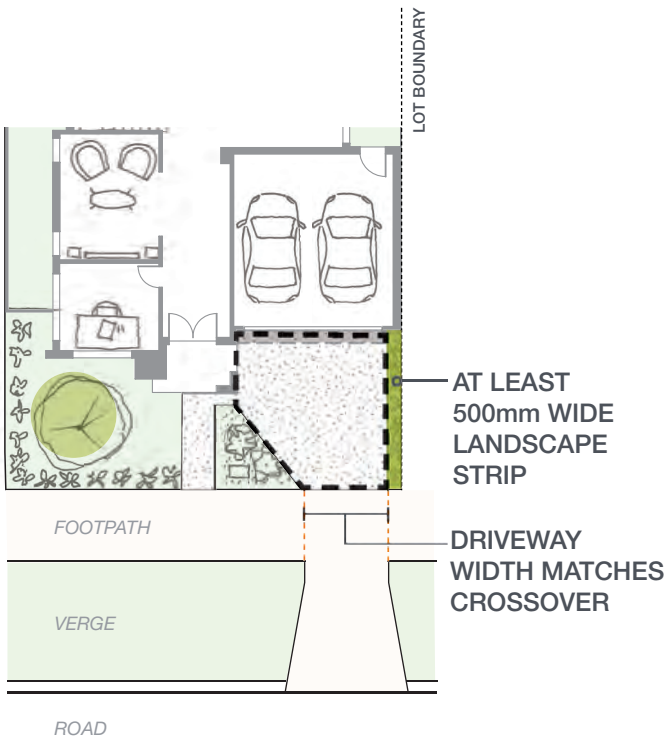 LOT BOUNDARY
AT LEAST
500mm WIDE
LANDSCAPE
STRIP
FOOTPATH
DRIVEWAY
WIDTH MATCHES
CROSSOVER
VERGE
ROAD